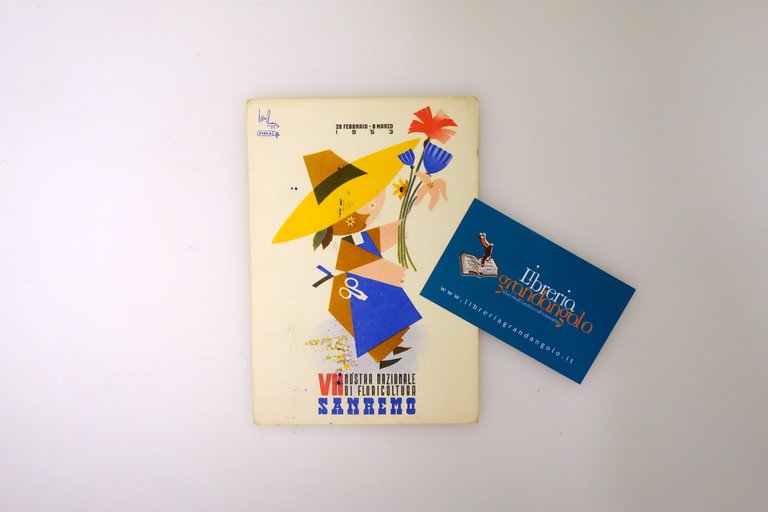 28 FEBBRAIO - 8 MARZO
1953
VII MOSTRA NAZIONALE
DI FLORICOLTURA
SANREMO
Libreria
grandangolo
www.libreriagrandangolo.it